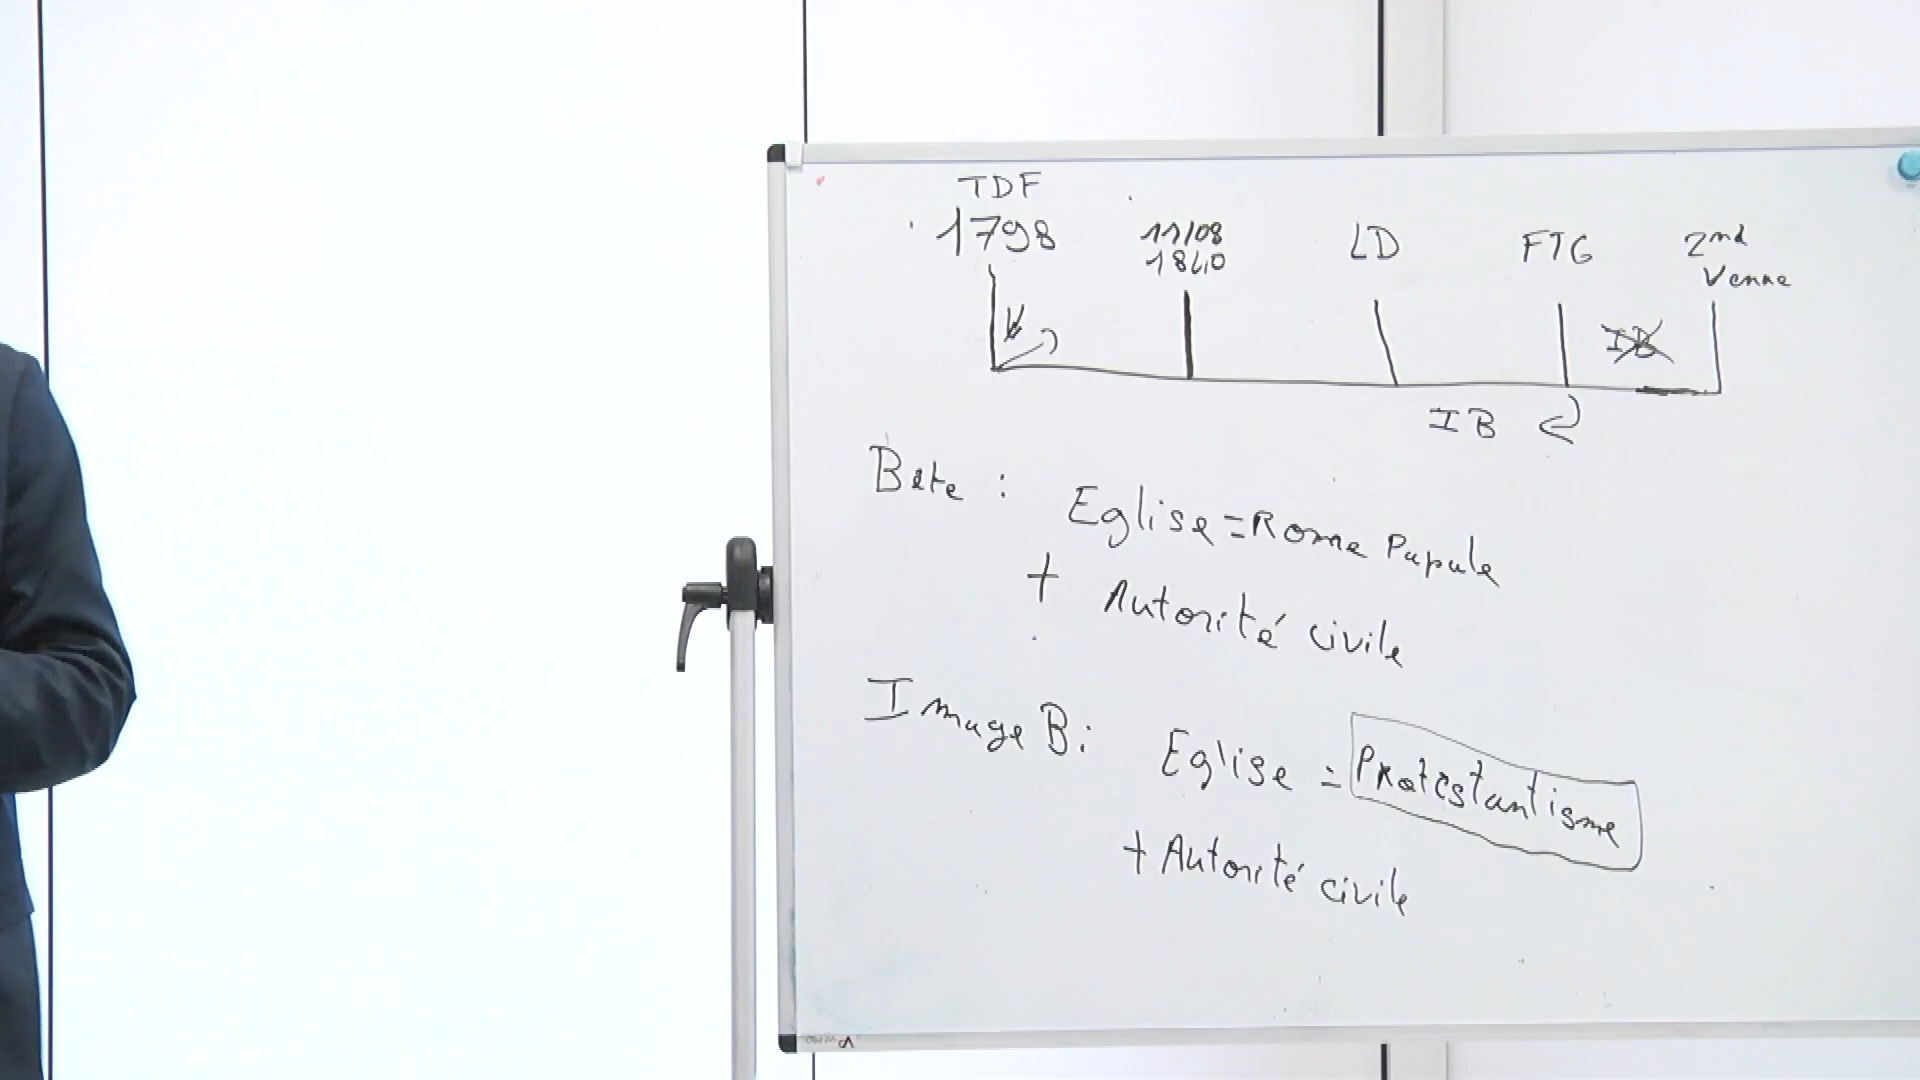 TDF
1798
11/08
1840
LD
FTG
2nd
Venue
IB
IB
Bete :
Eglise = Rome Papale
+ Autorité civile
Image B:
Eglise = Protestantisme
+ Autorité civile